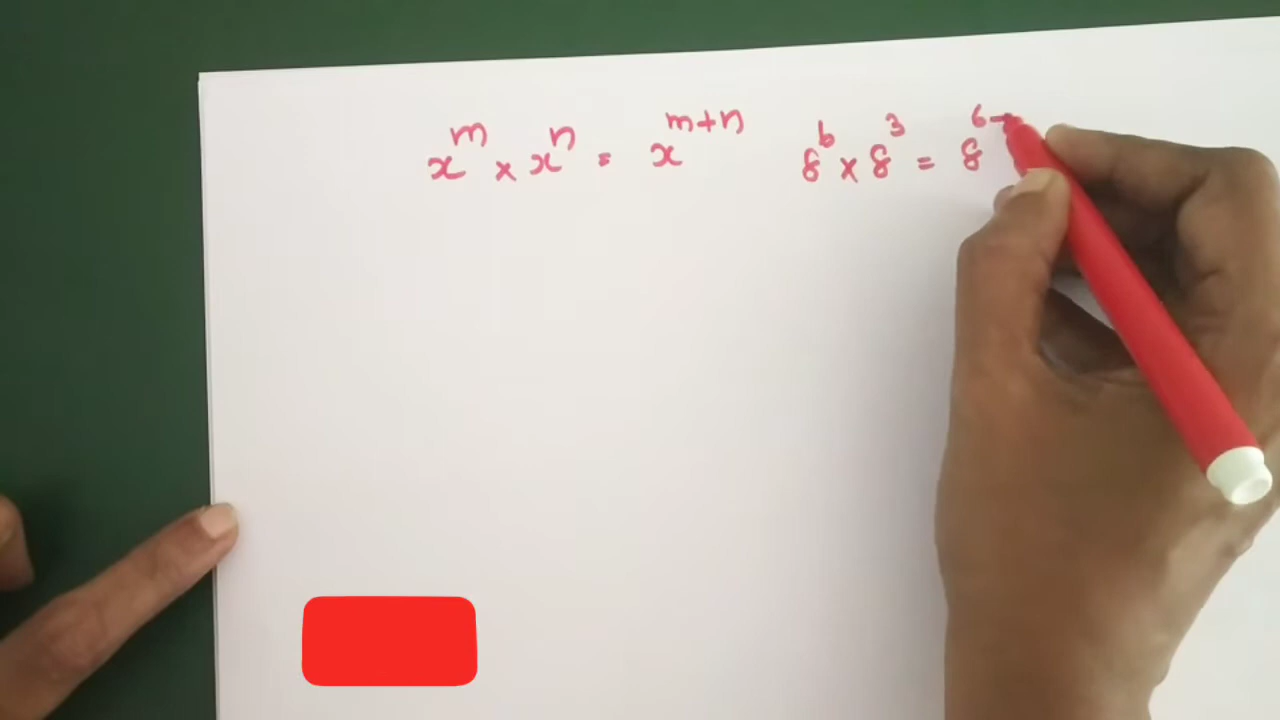 x^m × x^n = x^{m+n} 8^6 × 8^3 = 8^{6-